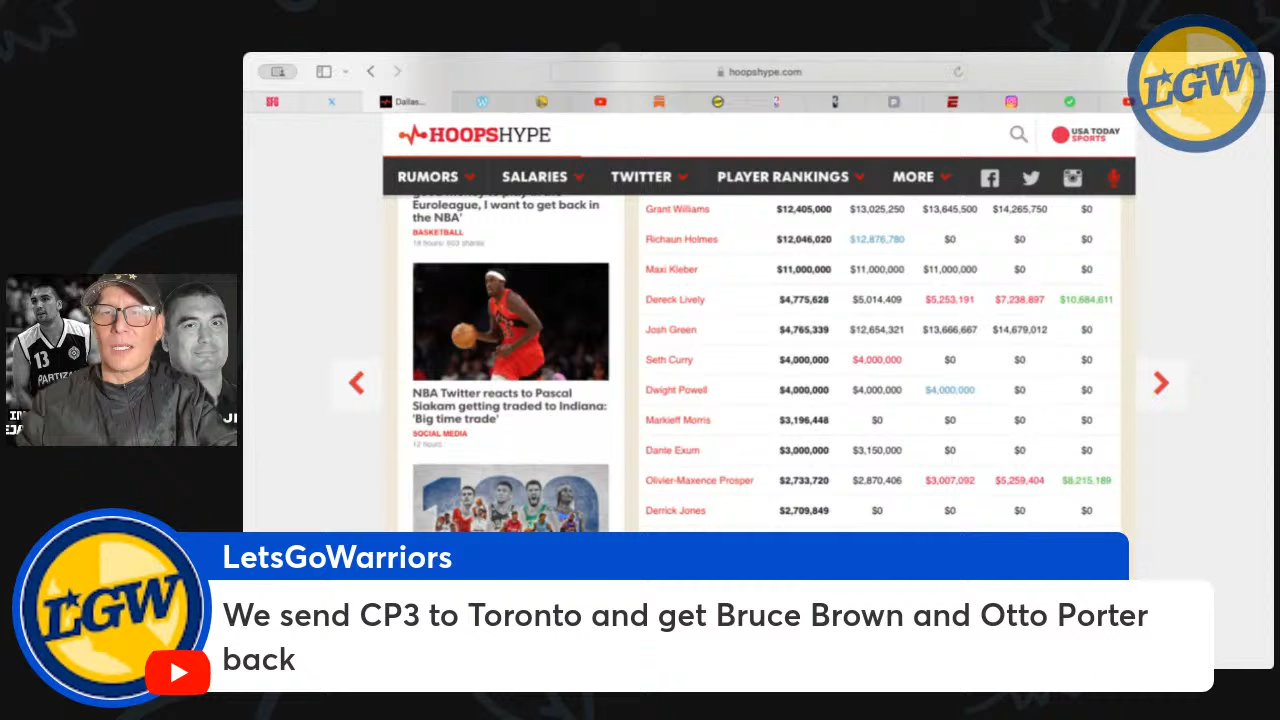 hoopshype.com
LGW
Dallas...
HOOPSHYPE
USA TODAY
SPORTS
RUMORS
SALARIES
TWITTER
PLAYER RANKINGS
MORE
Euroleague, I want to get back in
the NBA'
BASKETBALL
NBA Twitter reacts to Pascal
Siakam getting traded to Indiana:
'Big time trade'
SOCIAL MEDIA
12 hours
Grant Williams $12,405,000 $13,025,250 $13,645,500 $14,265,750 $0
Richaun Holmes $12,046,020 $12,876,780 $0 $0 $0
Maxi Kleber $11,000,000 $11,000,000 $11,000,000 $0 $0
Dereck Lively $4,775,628 $5,014,409 $5,253,191 $7,238,897 $10,684,611
Josh Green $4,765,339 $12,654,321 $13,666,667 $14,679,012 $0
Seth Curry $4,000,000 $4,000,000 $0 $0 $0
Dwight Powell $4,000,000 $4,000,000 $4,000,000 $0 $0
Markieff Morris $3,196,448 $0 $0 $0 $0
Dante Exum $3,000,000 $3,150,000 $0 $0 $0
Olivier-Maxence Prosper $2,733,720 $2,870,406 $3,007,092 $5,259,404 $8,215,189
Derrick Jones $2,709,849 $0 $0 $0 $0
13
PARTIZA
LetsGoWarriors
LGW
We send CP3 to Toronto and get Bruce Brown and Otto Porter
back